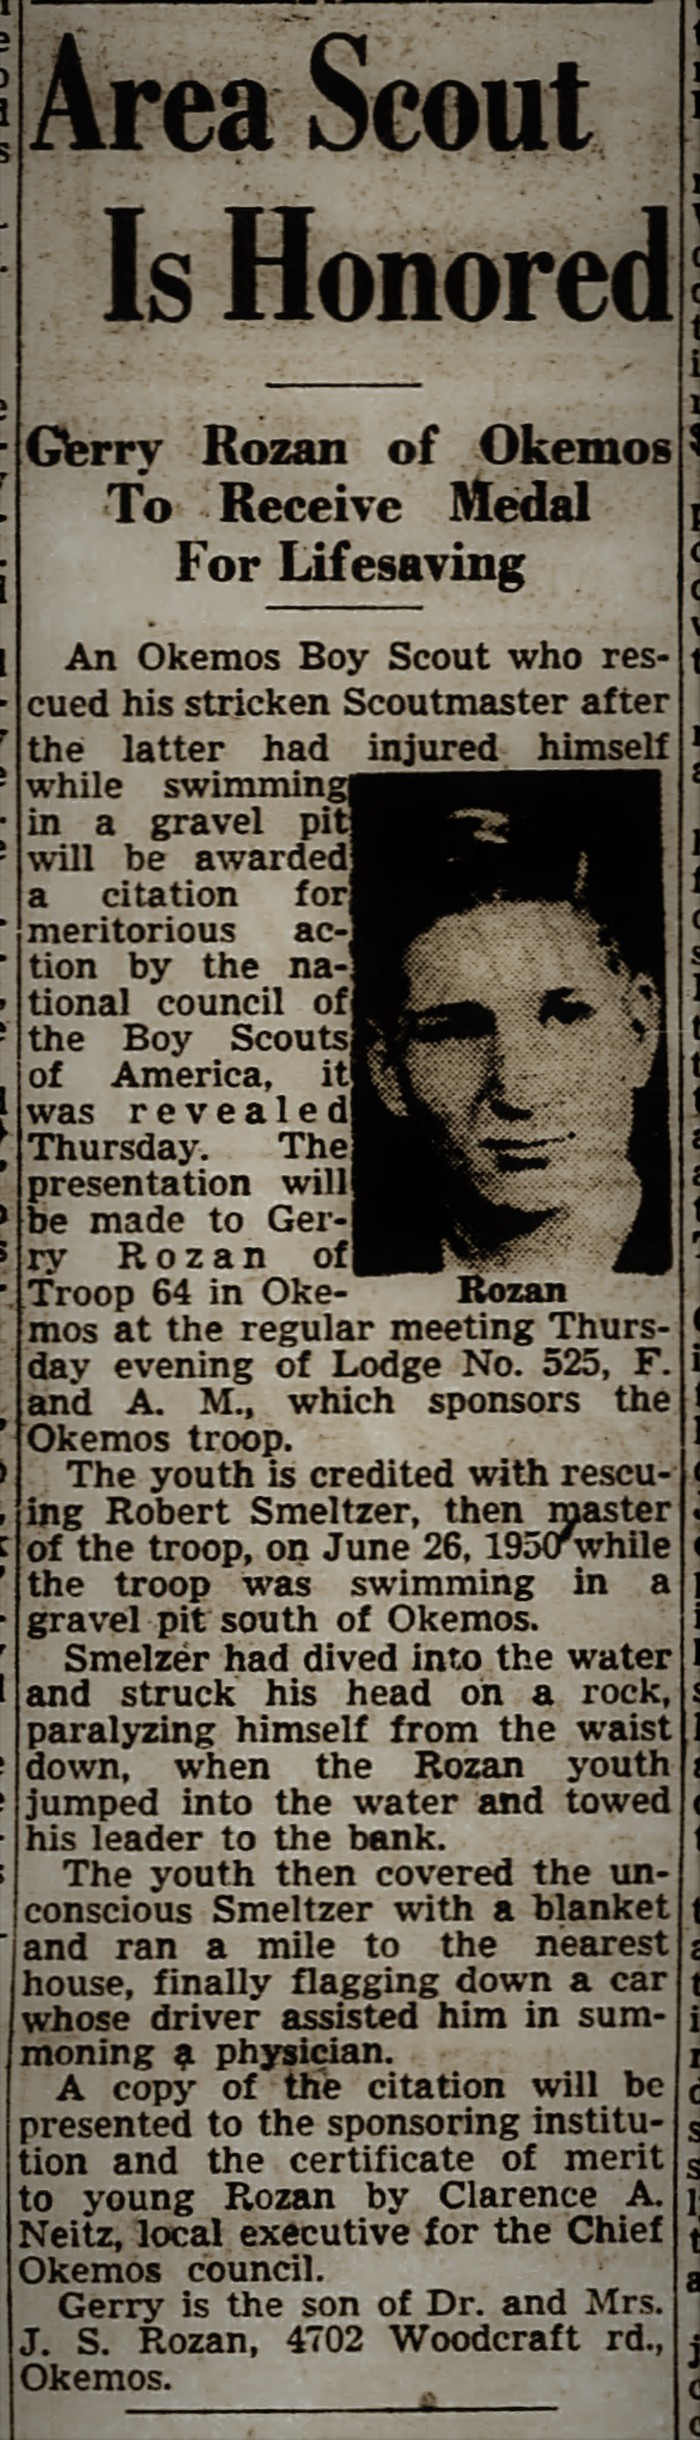 Area Scout
Is Honored
Gerry Rozan of Okemos
To Receive Medal
For Lifesaving
An Okemos Boy Scout who res-
cued his stricken Scoutmaster after
the latter had injured himself
while swimming
in a gravel pit
will be awarded
a citation for
meritorious ac-
tion by the na-
tional council of
the Boy Scouts
of America, it
was revealed
Thursday. The
presentation will
be made to Ger-
ry Rozan of
Troop 64 in Oke-
Rozan
mos at the regular meeting Thurs-
day evening of Lodge No. 525, F.
and A. M., which sponsors the
Okemos troop.
The youth is credited with rescu-
ing Robert Smeltzer, then master
of the troop, on June 26, 1950 while
the troop was swimming in a
gravel pit south of Okemos.
Smelzer had dived into the water
and struck his head on a rock,
paralyzing himself from the waist
down, when the Rozan youth
jumped into the water and towed
his leader to the bank.
The youth then covered the un-
conscious Smeltzer with a blanket
and ran a mile to the nearest
house, finally flagging down a car
whose driver assisted him in sum-
moning a physician.
A copy of the citation will be
presented to the sponsoring institu-
tion and the certificate of merit
to young Rozan by Clarence A.
Neitz, local executive for the Chief
Okemos council.
Gerry is the son of Dr. and Mrs.
J. S. Rozan, 4702 Woodcraft rd.,
Okemos.